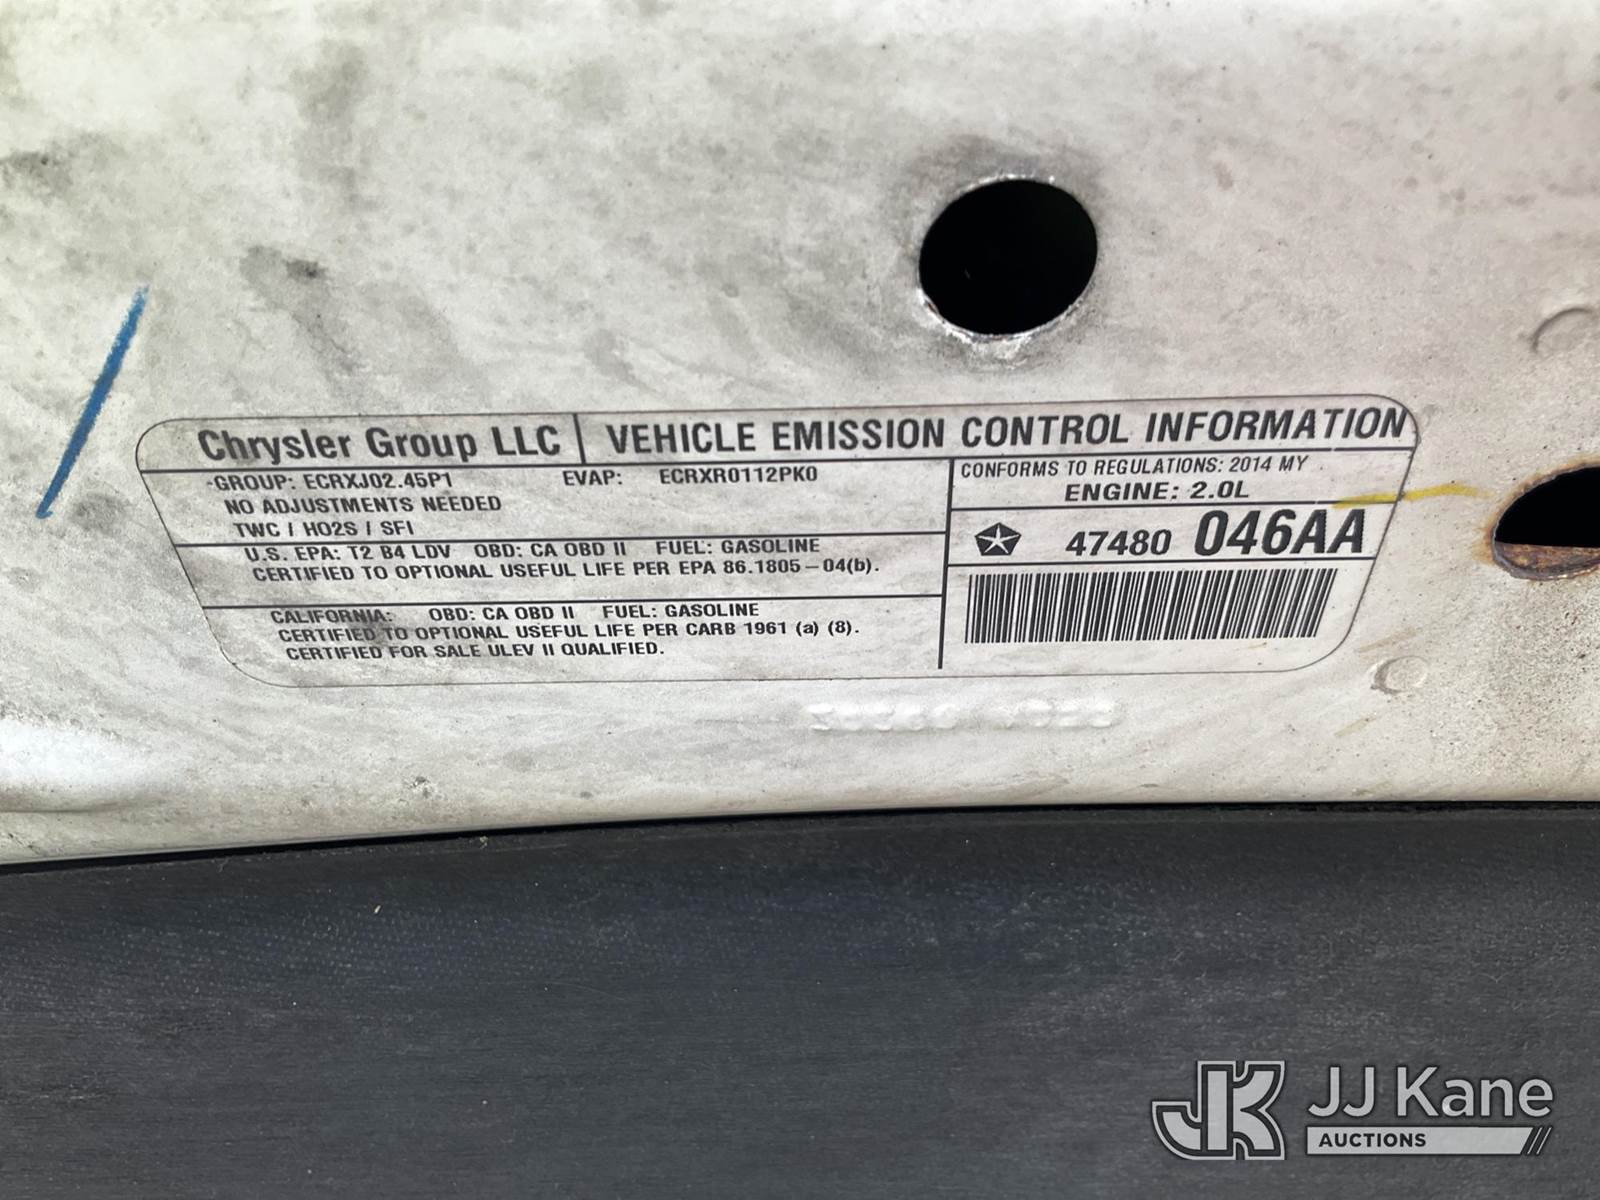 Chrysler Group LLC | VEHICLE EMISSION CONTROL INFORMATION
GROUP: ECRXJ02.45P1 EVAP: ECRXR0112PK0
NO ADJUSTMENTS NEEDED
TWC / HO2S / SFI
U.S. EPA: T2 B4 LDV OBD: CA OBD II FUEL: GASOLINE
CERTIFIED TO OPTIONAL USEFUL LIFE PER EPA 86.1805-04(b).
CALIFORNIA: OBD: CA OBD II FUEL: GASOLINE
CERTIFIED TO OPTIONAL USEFUL LIFE PER CARB 1961 (a) (8).
CERTIFIED FOR SALE ULEV II QUALIFIED.
CONFORMS TO REGULATIONS: 2014 MY
ENGINE: 2.0L
47480 046AA
JK JJ Kane
AUCTIONS